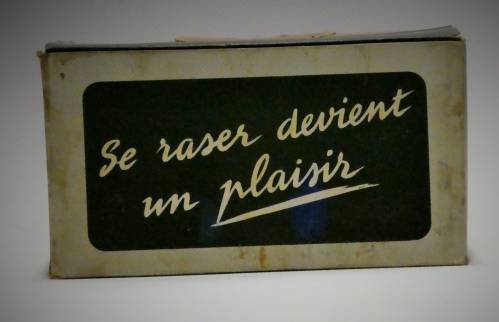 Se raser devient
un plaisir